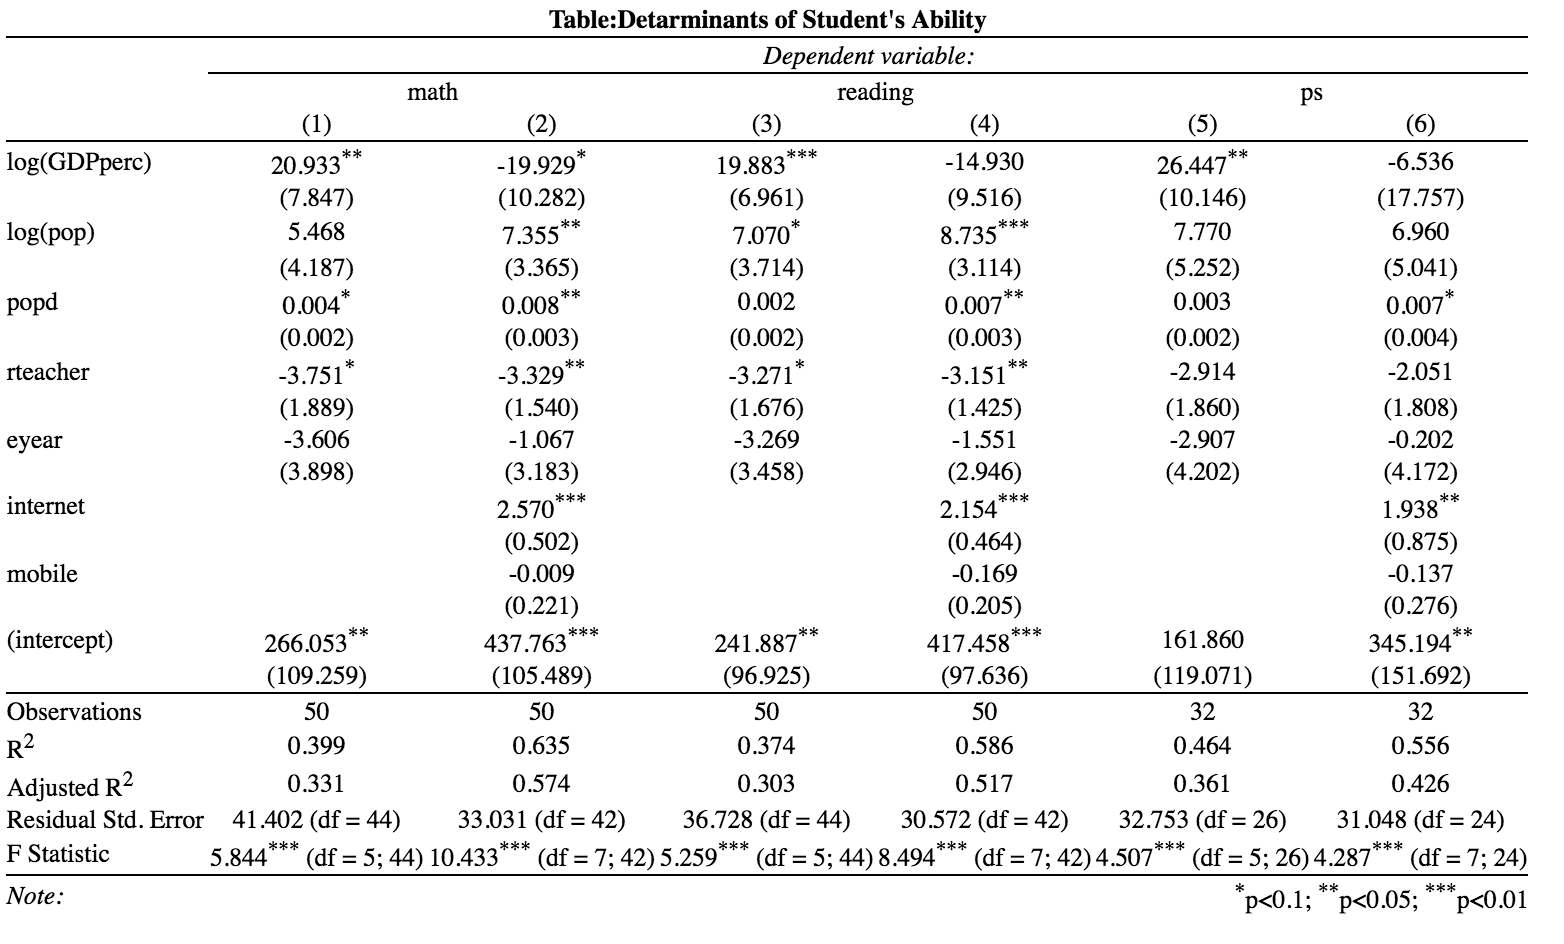 Table:Detarminants of Student's Ability
Dependent variable:
math reading ps
(1) (2) (3) (4) (5) (6)
log(GDPperc) 20.933** -19.929* 19.883*** -14.930 26.447** -6.536
(7.847) (10.282) (6.961) (9.516) (10.146) (17.757)
log(pop) 5.468 7.355** 7.070* 8.735*** 7.770 6.960
(4.187) (3.365) (3.714) (3.114) (5.252) (5.041)
popd 0.004* 0.008** 0.002 0.007** 0.003 0.007*
(0.002) (0.003) (0.002) (0.003) (0.002) (0.004)
rteacher -3.751* -3.329** -3.271* -3.151** -2.914 -2.051
(1.889) (1.540) (1.676) (1.425) (1.860) (1.808)
eyear -3.606 -1.067 -3.269 -1.551 -2.907 -0.202
(3.898) (3.183) (3.458) (2.946) (4.202) (4.172)
internet 2.570*** 2.154*** 1.938**
(0.502) (0.464) (0.875)
mobile -0.009 -0.169 -0.137
(0.221) (0.205) (0.276)
(intercept) 266.053** 437.763*** 241.887** 417.458*** 161.860 345.194**
(109.259) (105.489) (96.925) (97.636) (119.071) (151.692)
Observations 50 50 50 50 32 32
R2 0.399 0.635 0.374 0.586 0.464 0.556
Adjusted R2 0.331 0.574 0.303 0.517 0.361 0.426
Residual Std. Error 41.402 (df = 44) 33.031 (df = 42) 36.728 (df = 44) 30.572 (df = 42) 32.753 (df = 26) 31.048 (df = 24)
F Statistic 5.844*** (df = 5; 44) 10.433*** (df = 7; 42) 5.259*** (df = 5; 44) 8.494*** (df = 7; 42) 4.507*** (df = 5; 26) 4.287*** (df = 7; 24)
Note: *p<0.1; **p<0.05; ***p<0.01